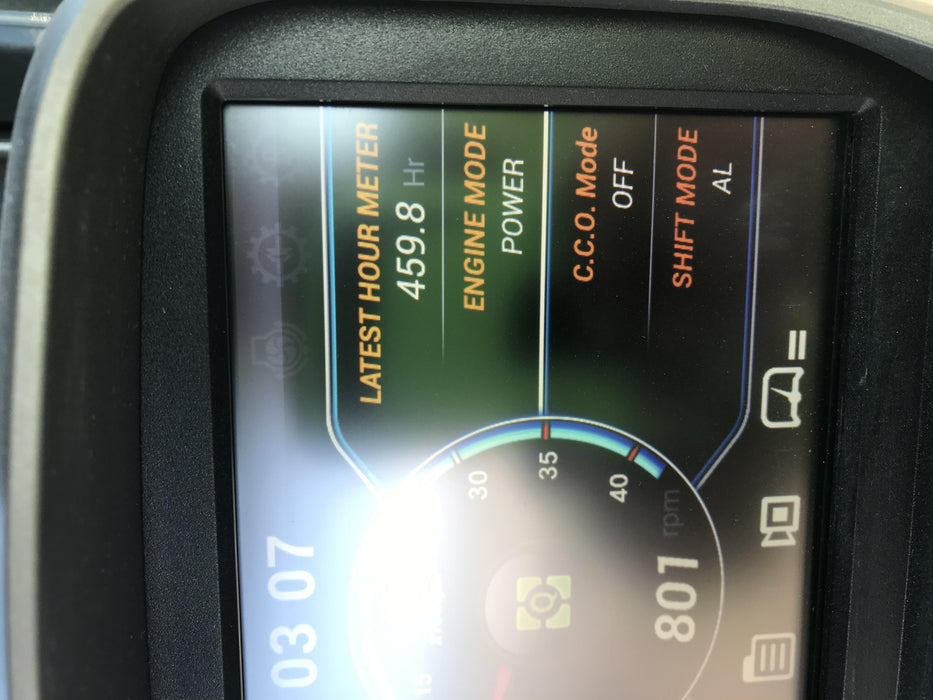 03 07
LATEST HOUR METER
459.8 Hr
ENGINE MODE
POWER
C.C.O. Mode
OFF
SHIFT MODE
AL
15
30
35
40
801 rpm